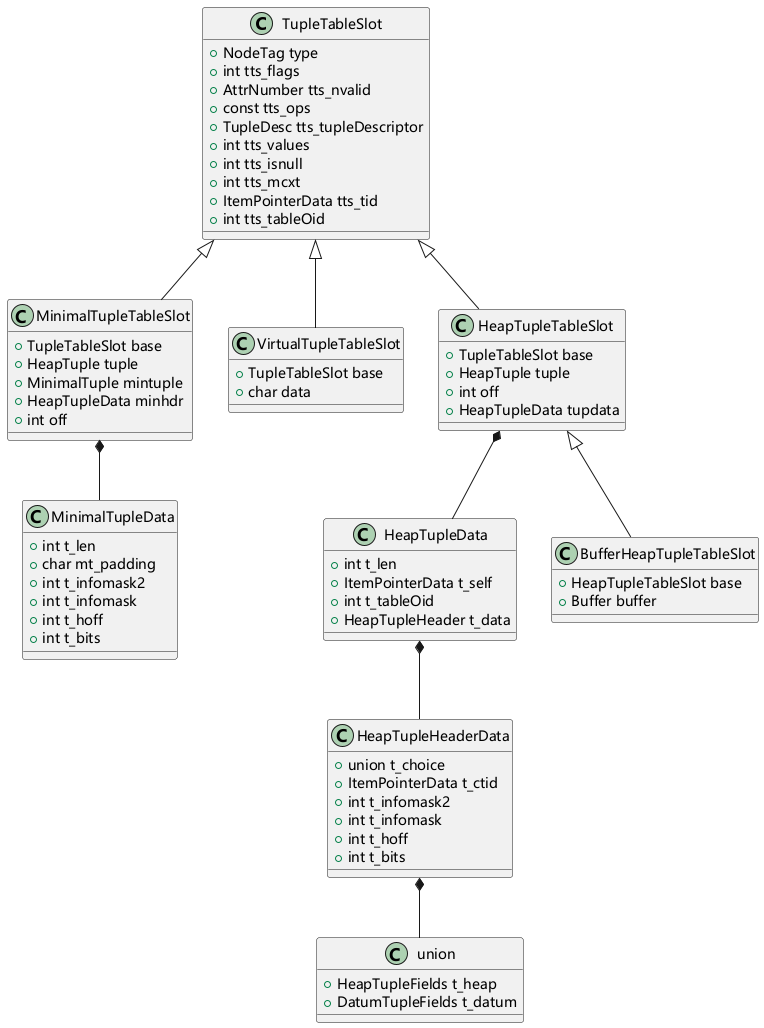 C TupleTableSlot
NodeTag type
int tts_flags
AttrNumber tts_nvalid
const tts_ops
TupleDesc tts_tupleDescriptor
int tts_values
int tts_isnull
int tts_mcxt
ItemPointerData tts_tid
int tts_tableOid
C MinimalTupleTableSlot
TupleTableSlot base
HeapTuple tuple
MinimalTuple mintuple
HeapTupleData minhdr
int off
C VirtualTupleTableSlot
TupleTableSlot base
char data
C HeapTupleTableSlot
TupleTableSlot base
HeapTuple tuple
int off
HeapTupleData tupdata
C MinimalTupleData
int t_len
char mt_padding
int t_infomask2
int t_infomask
int t_hoff
int t_bits
C HeapTupleData
int t_len
ItemPointerData t_self
int t_tableOid
HeapTupleHeader t_data
C BufferHeapTupleTableSlot
HeapTupleTableSlot base
Buffer buffer
C HeapTupleHeaderData
union t_choice
ItemPointerData t_ctid
int t_infomask2
int t_infomask
int t_hoff
int t_bits
C union
HeapTupleFields t_heap
DatumTupleFields t_datum